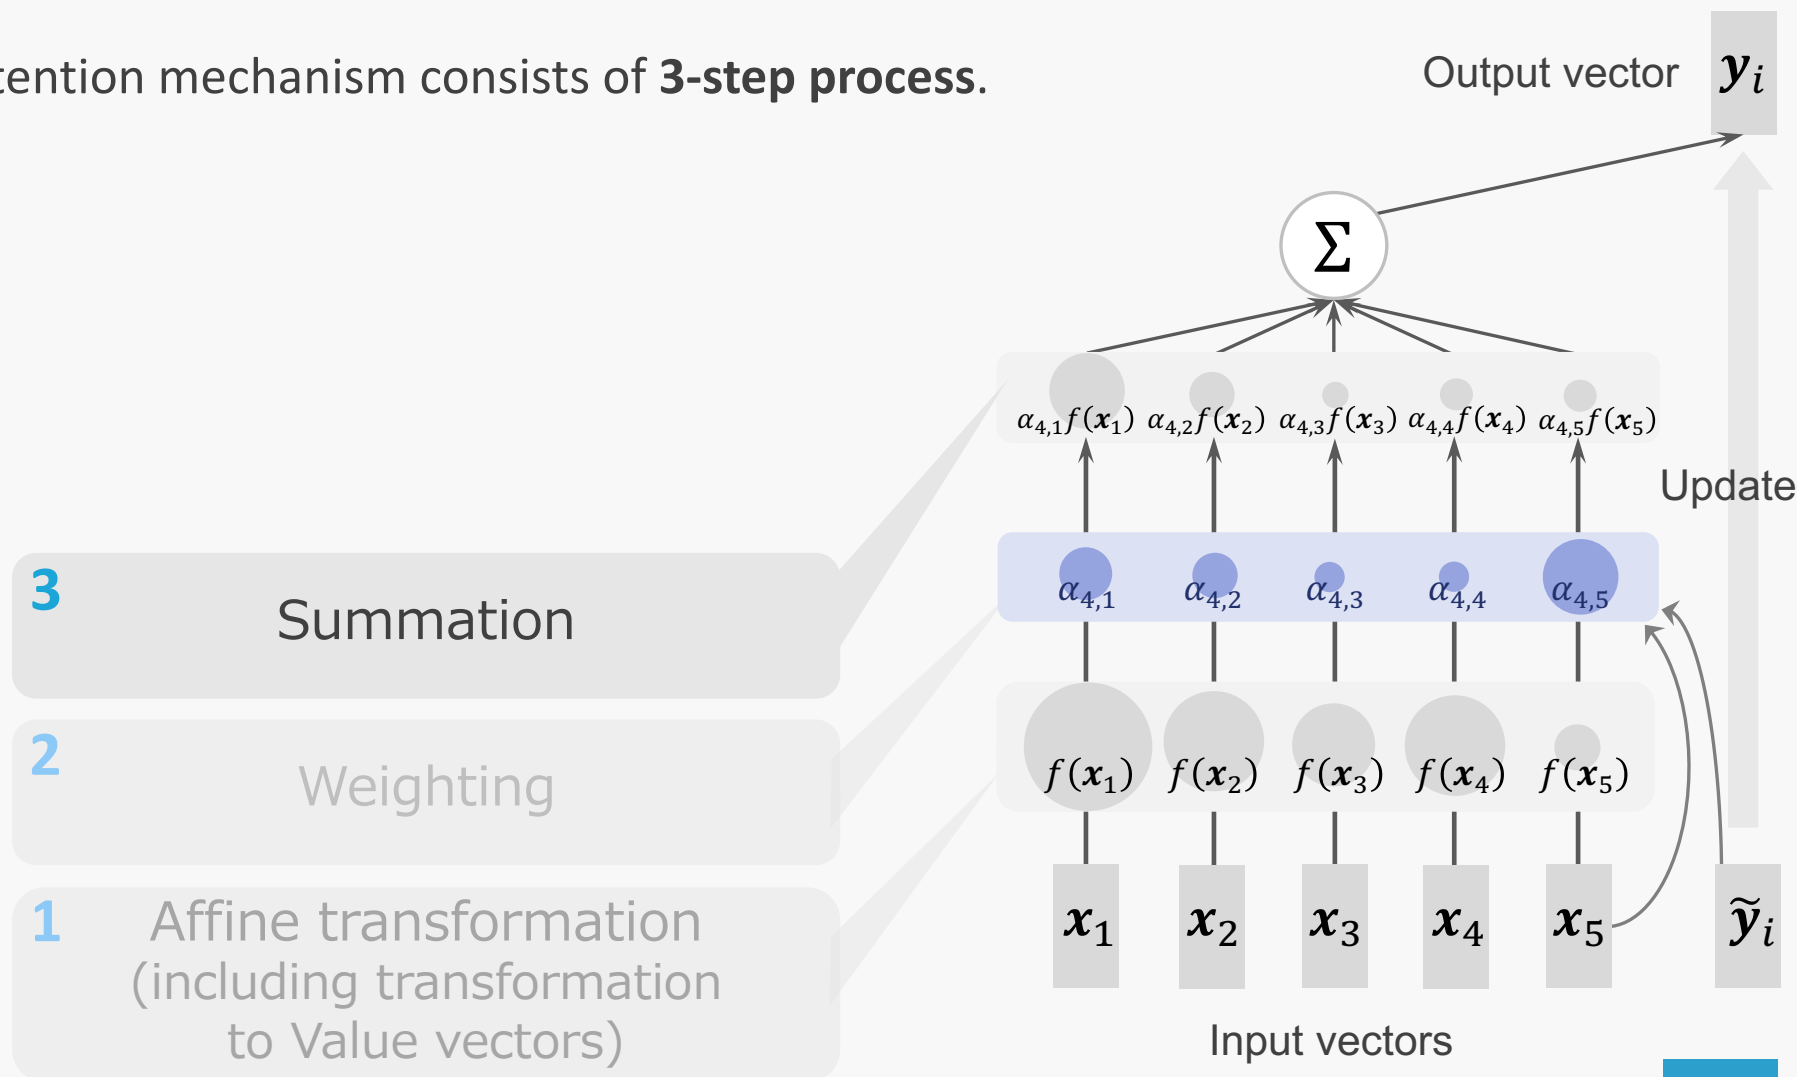 tention mechanism consists of 3-step process.
Output vector
𝒚ᵢ
Σ
α₄,₁f(𝒙₁) α₄,₂f(𝒙₂) α₄,₃f(𝒙₃) α₄,₄f(𝒙₄) α₄,₅f(𝒙₅)
Update
α₄,₁ α₄,₂ α₄,₃ α₄,₄ α₄,₅
f(𝒙₁) f(𝒙₂) f(𝒙₃) f(𝒙₄) f(𝒙₅)
𝒙₁ 𝒙₂ 𝒙₃ 𝒙₄ 𝒙₅ 𝒚̃ᵢ
Input vectors
3
Summation
2
Weighting
1
Affine transformation
(including transformation
to Value vectors)